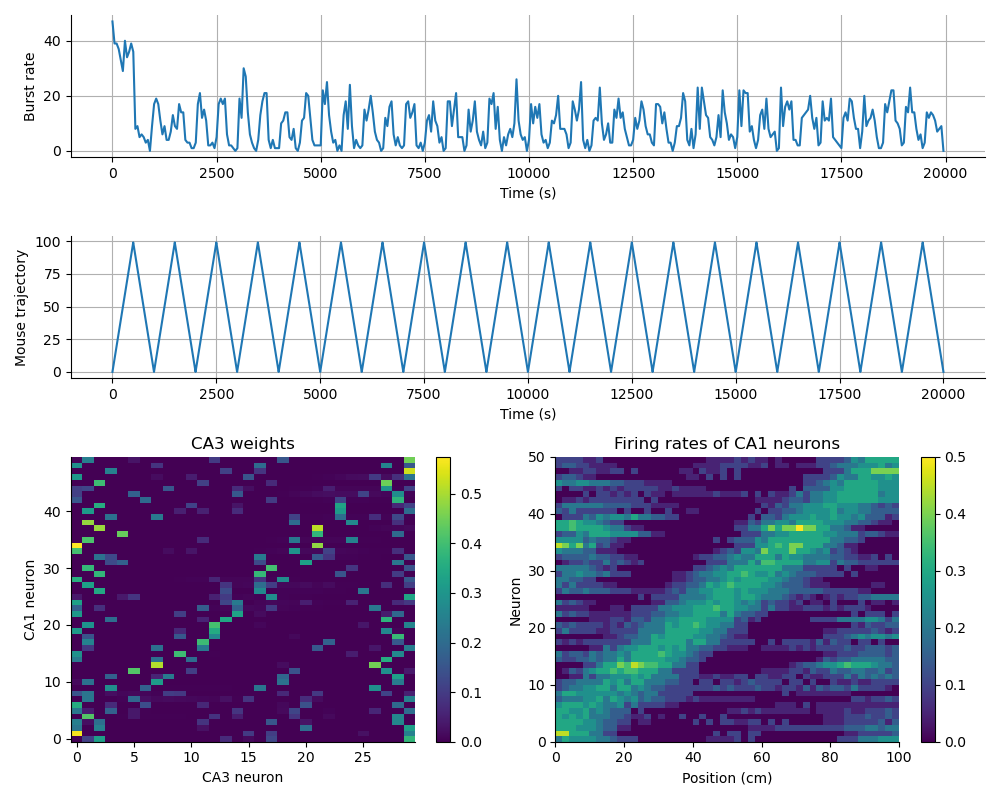 Burst rate
40
20
0
0 2500 5000 7500 10000 12500 15000 17500 20000
Time (s)
Mouse trajectory
100
75
50
25
0
0 2500 5000 7500 10000 12500 15000 17500 20000
Time (s)
CA3 weights
CA1 neuron
40
30
20
10
0
0 5 10 15 20 25
CA3 neuron
0.5
0.4
0.3
0.2
0.1
0.0
Firing rates of CA1 neurons
Neuron
50
40
30
20
10
0
0 20 40 60 80 100
Position (cm)
0.5
0.4
0.3
0.2
0.1
0.0